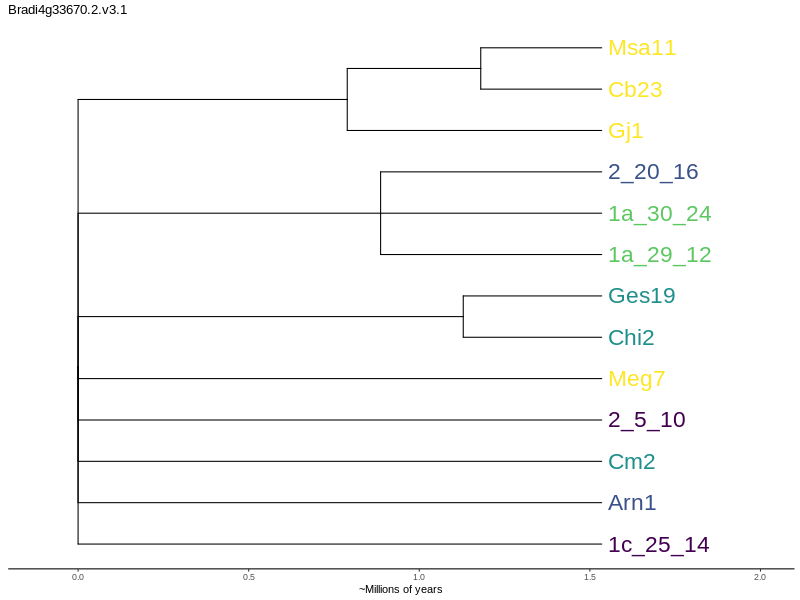 Bradi4g33670.2.v3.1
Msa11
Cb23
Gj1
2_20_16
1a_30_24
1a_29_12
Ges19
Chi2
Meg7
2_5_10
Cm2
Arn1
1c_25_14
0.0 0.5 1.0 1.5 2.0
~Millions of years